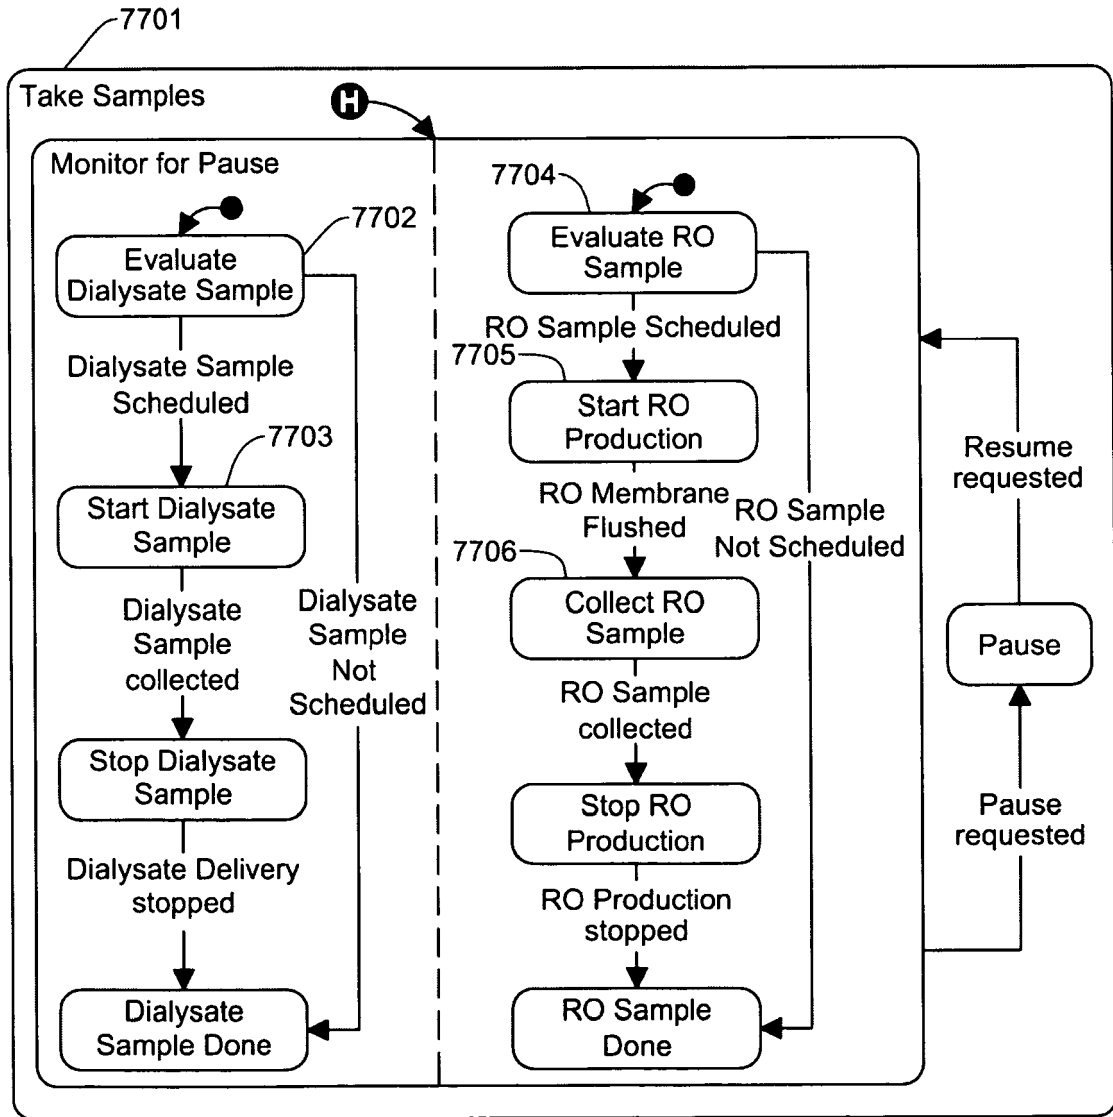 7701
Take Samples
H
Monitor for Pause
7702
Evaluate
Dialysate Sample
Dialysate Sample
Scheduled
7703
Start Dialysate
Sample
Dialysate
Sample
collected
Dialysate
Sample
Not
Scheduled
Stop Dialysate
Sample
Dialysate Delivery
stopped
Dialysate
Sample Done
7704
Evaluate RO
Sample
RO Sample Scheduled
7705
Start RO
Production
RO Membrane
Flushed
RO Sample
Not Scheduled
7706
Collect RO
Sample
RO Sample
collected
Stop RO
Production
RO Production
stopped
RO Sample
Done
Resume
requested
Pause
Pause
requested